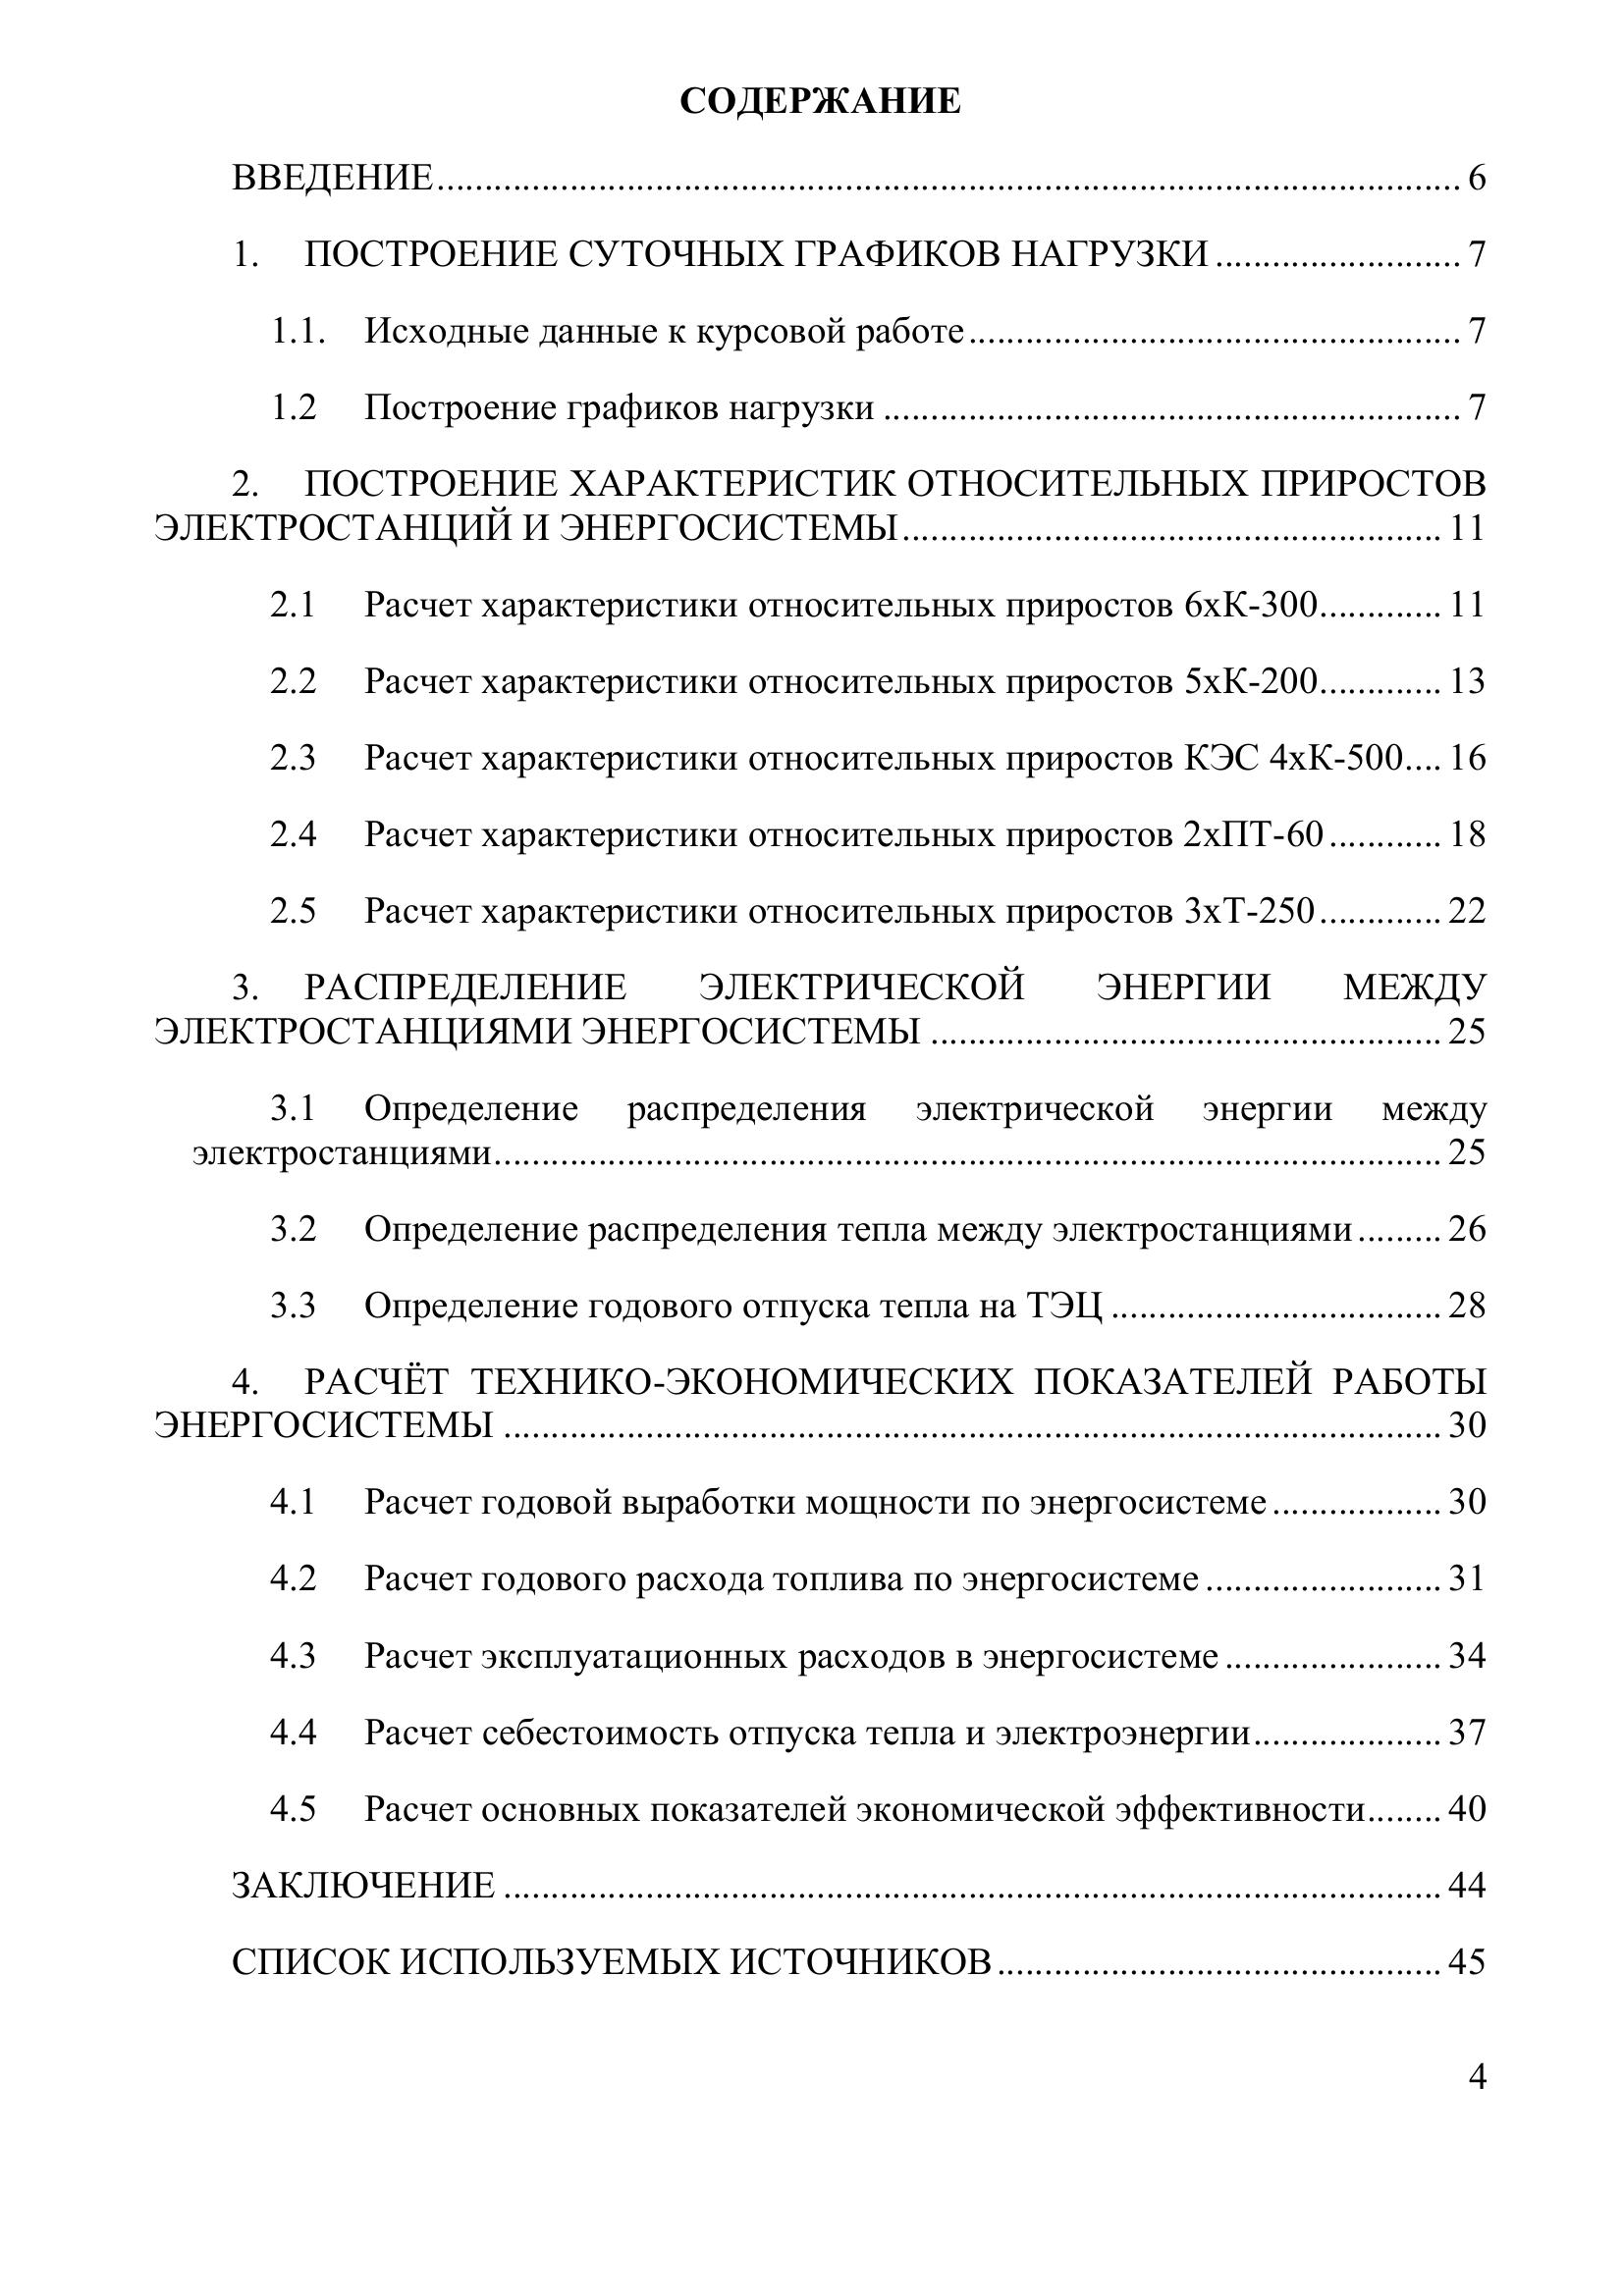 СОДЕРЖАНИЕ
ВВЕДЕНИЕ............................................................ 6
1. ПОСТРОЕНИЕ СУТОЧНЫХ ГРАФИКОВ НАГРУЗКИ .......................... 7
1.1. Исходные данные к курсовой работе.................................................... 7
1.2 Построение графиков нагрузки ............................................................. 7
2. ПОСТРОЕНИЕ ХАРАКТЕРИСТИК ОТНОСИТЕЛЬНЫХ ПРИРОСТОВ
ЭЛЕКТРОСТАНЦИЙ И ЭНЕРГОСИСТЕМЫ......................................................... 11
2.1 Расчет характеристики относительных приростов 6хК-300............. 11
2.2 Расчет характеристики относительных приростов 5хК-200............. 13
2.3 Расчет характеристики относительных приростов КЭС 4хК-500.... 16
2.4 Расчет характеристики относительных приростов 2хПТ-60 ............ 18
2.5 Расчет характеристики относительных приростов 3хТ-250............. 22
3. РАСПРЕДЕЛЕНИЕ ЭЛЕКТРИЧЕСКОЙ ЭНЕРГИИ МЕЖДУ
ЭЛЕКТРОСТАНЦИЯМИ ЭНЕРГОСИСТЕМЫ ...................................................... 25
3.1 Определение распределения электрической энергии между
электростанциями.................................................................................................... 25
3.2 Определение распределения тепла между электростанциями......... 26
3.3 Определение годового отпуска тепла на ТЭЦ ................................... 28
4. РАСЧЁТ ТЕХНИКО-ЭКОНОМИЧЕСКИХ ПОКАЗАТЕЛЕЙ РАБОТЫ
ЭНЕРГОСИСТЕМЫ ................................................................................................... 30
4.1 Расчет годовой выработки мощности по энергосистеме .................. 30
4.2 Расчет годового расхода топлива по энергосистеме ......................... 31
4.3 Расчет эксплуатационных расходов в энергосистеме ....................... 34
4.4 Расчет себестоимость отпуска тепла и электроэнергии.................... 37
4.5 Расчет основных показателей экономической эффективности........ 40
ЗАКЛЮЧЕНИЕ ................................................................................................... 44
СПИСОК ИСПОЛЬЗУЕМЫХ ИСТОЧНИКОВ............................................... 45
4